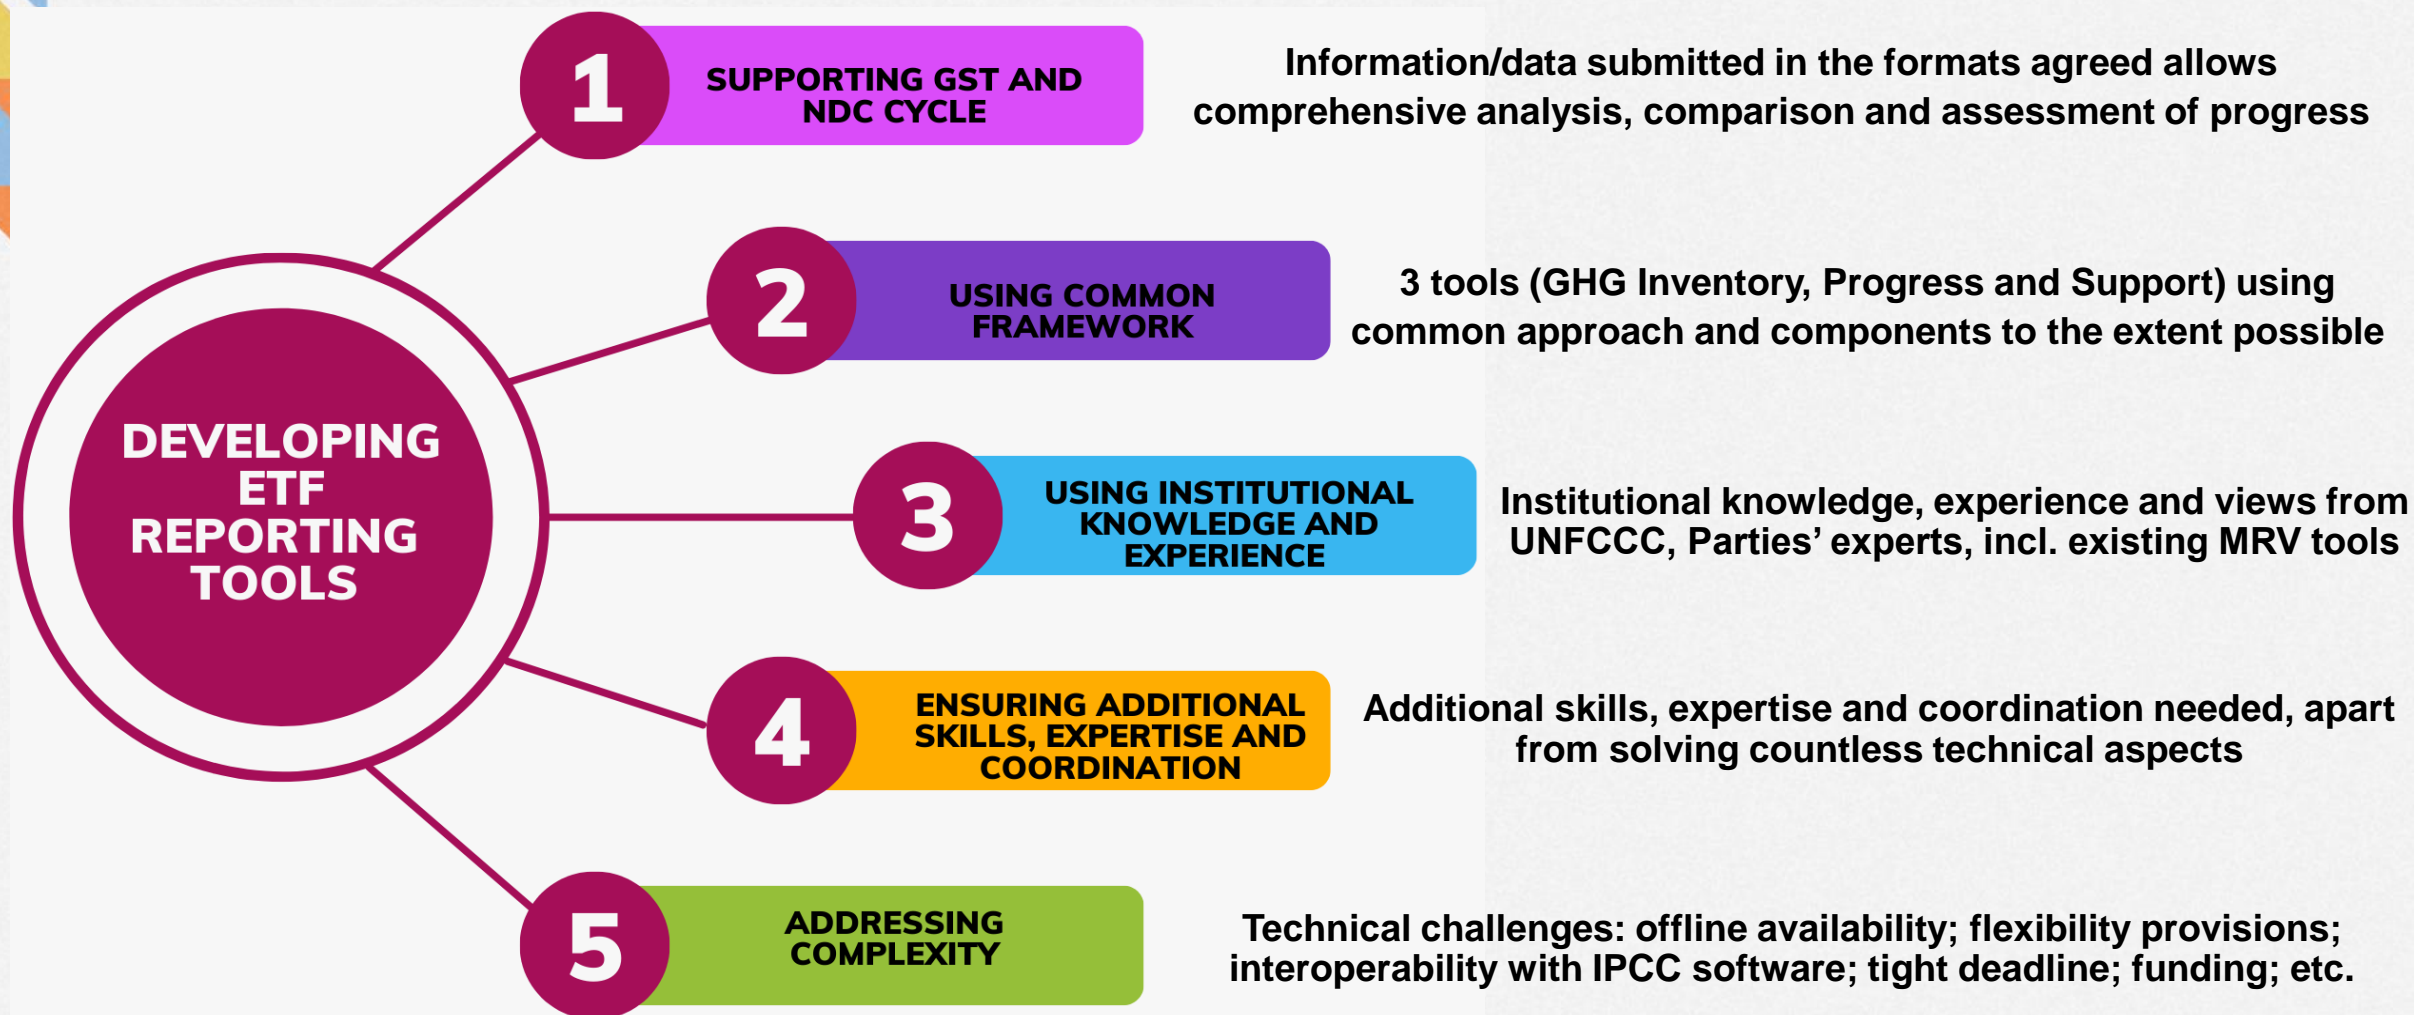 DEVELOPING
ETF
REPORTING
TOOLS
1
SUPPORTING GST AND
NDC CYCLE
Information/data submitted in the formats agreed allows
comprehensive analysis, comparison and assessment of progress
2
USING COMMON
FRAMEWORK
3 tools (GHG Inventory, Progress and Support) using
common approach and components to the extent possible
3
USING INSTITUTIONAL
KNOWLEDGE AND
EXPERIENCE
Institutional knowledge, experience and views from
UNFCCC, Parties’ experts, incl. existing MRV tools
4
ENSURING ADDITIONAL
SKILLS, EXPERTISE AND
COORDINATION
Additional skills, expertise and coordination needed, apart
from solving countless technical aspects
5
ADDRESSING
COMPLEXITY
Technical challenges: offline availability; flexibility provisions;
interoperability with IPCC software; tight deadline; funding; etc.